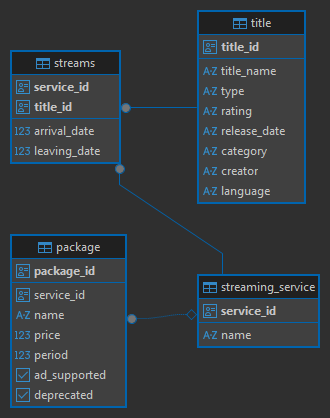 title
title_id
A-Z title_name
A-Z type
A-Z rating
A-Z release_date
A-Z category
A-Z creator
A-Z language
streams
service_id
title_id
123 arrival_date
123 leaving_date
package
package_id
service_id
A-Z name
123 price
123 period
ad_supported
deprecated
streaming_service
service_id
A-Z name